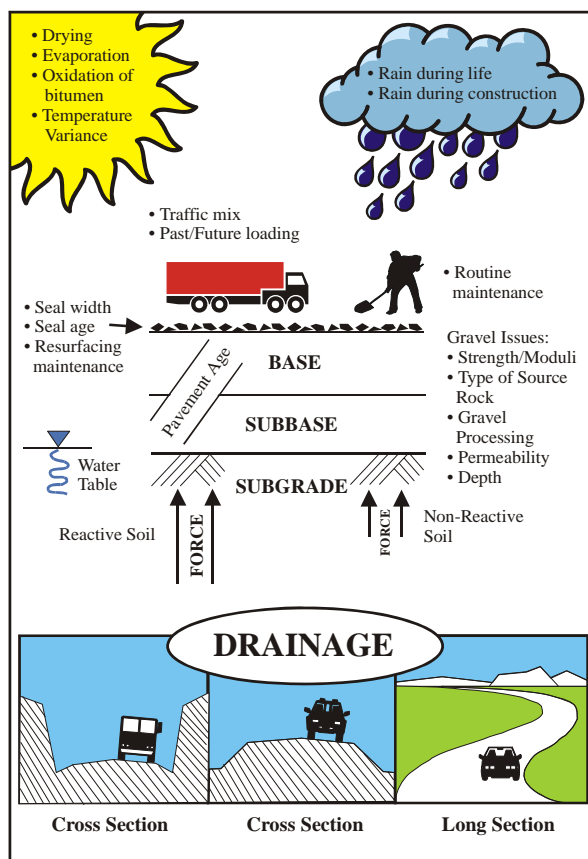 • Drying
• Evaporation
• Oxidation of
bitumen
• Temperature
Variance
• Rain during life
• Rain during construction
• Traffic mix
• Past/Future loading
• Routine
maintenance
• Seal width
• Seal age
• Resurfacing
maintenance
BASE
Pavement Age
SUBBASE
Gravel Issues:
• Strength/Moduli
• Type of Source
Rock
• Gravel
Processing
• Permeability
• Depth
Water
Table
SUBGRADE
Reactive Soil
FORCE
FORCE
Non-Reactive
Soil
DRAINAGE
Cross Section
Cross Section
Long Section